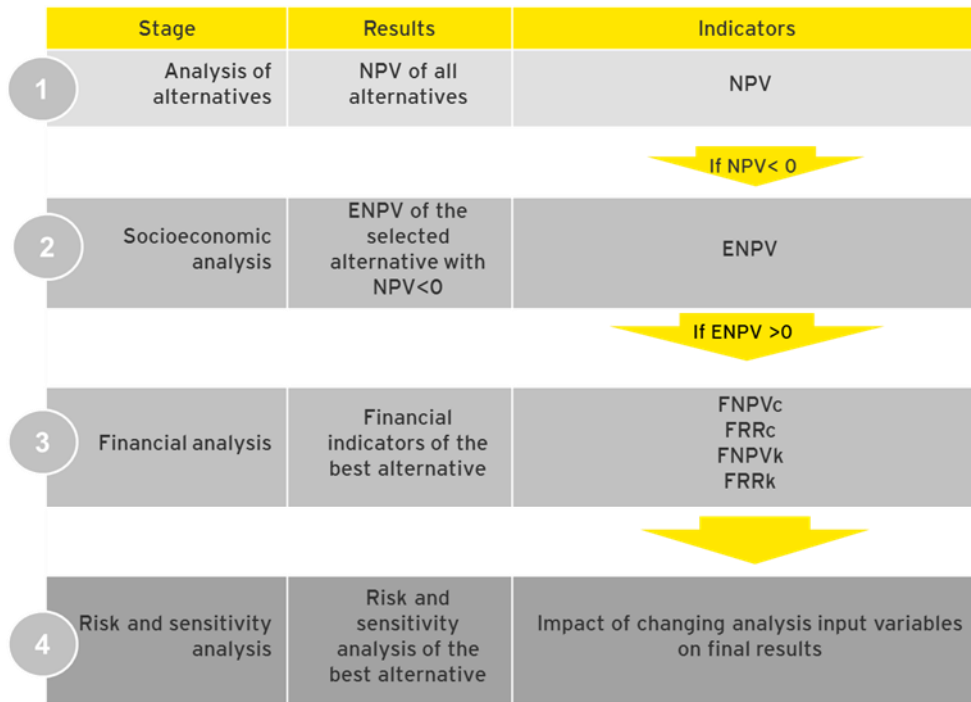 Stage
Results
Indicators
1
Analysis of
alternatives
NPV of all
alternatives
NPV
If NPV< 0
2
Socioeconomic
analysis
ENPV of the
selected
alternative with
NPV<0
ENPV
If ENPV >0
3
Financial analysis
Financial
indicators of the
best alternative
FNPVc
FRRc
FNPVk
FRRk
4
Risk and sensitivity
analysis
Risk and
sensitivity
analysis of the
best alternative
Impact of changing analysis input variables
on final results